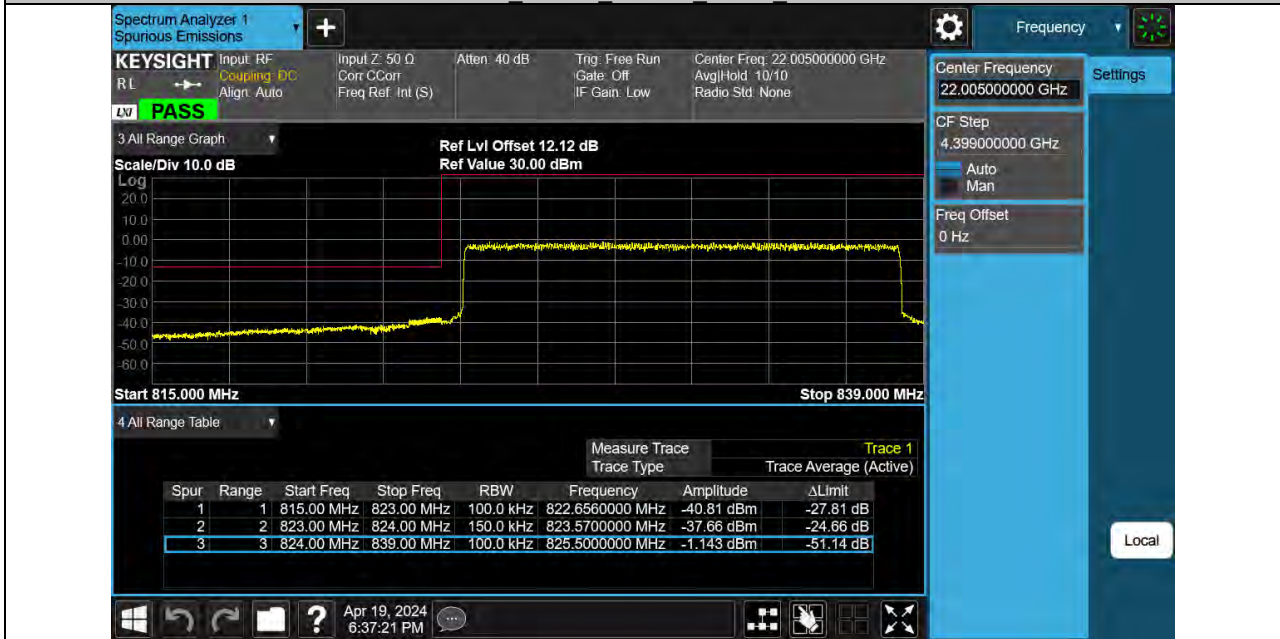 Spectrum Analyzer 1
Spurious Emissions
+
Frequency
KEYSIGHT Input: RF Input Z: 50 Ω Atten: 40 dB Trig: Free Run Center Freq: 22.005000000 GHz
RL Coupling: DC Corr CCorr Gate: Off Avg|Hold: 10/10
Align: Auto Freq Ref: Int (S) IF Gain: Low Radio Std: None
LXI PASS
Center Frequency
22.005000000 GHz
Settings
CF Step
4.399000000 GHz
Auto
Man
Freq Offset
0 Hz
3 All Range Graph
Ref Lvl Offset 12.12 dB
Scale/Div 10.0 dB Ref Value 30.00 dBm
Log
20.0
10.0
0.00
-10.0
-20.0
-30.0
-40.0
-50.0
-60.0
Start 815.000 MHz Stop 839.000 MHz
4 All Range Table
Measure Trace Trace 1
Trace Type Trace Average (Active)
Spur Range Start Freq Stop Freq RBW Frequency Amplitude ΔLimit
1 1 815.00 MHz 823.00 MHz 100.0 kHz 822.6560000 MHz -40.81 dBm -27.81 dB
2 2 823.00 MHz 824.00 MHz 150.0 kHz 823.5700000 MHz -37.66 dBm -24.66 dB
3 3 824.00 MHz 839.00 MHz 100.0 kHz 825.5000000 MHz -1.143 dBm -51.14 dB
Local
? Apr 19, 2024
6:37:21 PM